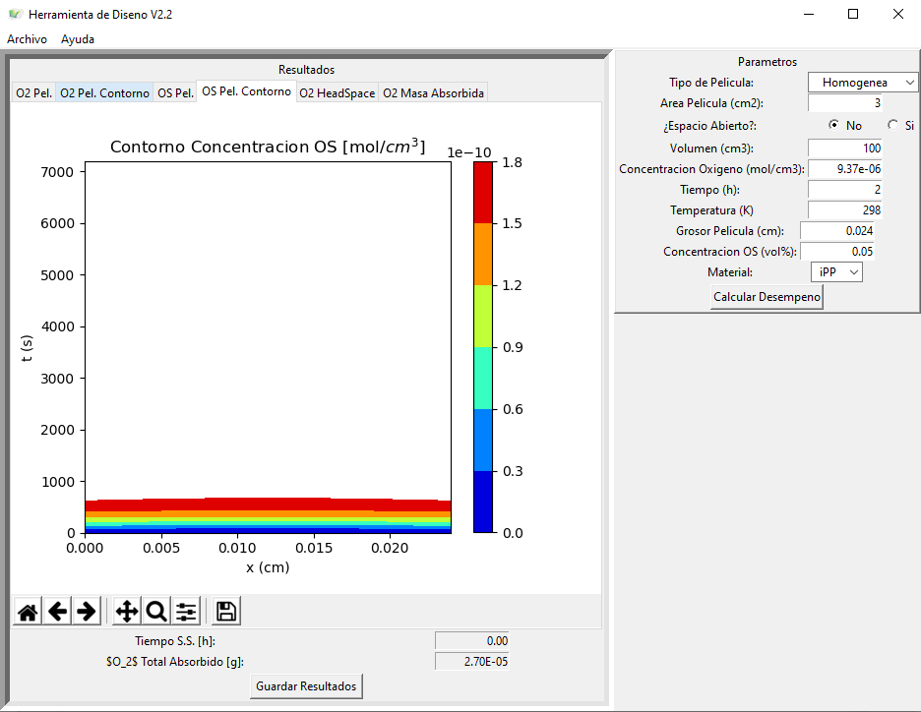 Herramienta de Diseno V2.2
Archivo Ayuda
Resultados
O2 Pel. O2 Pel. Contorno OS Pel. OS Pel. Contorno O2 HeadSpace O2 Masa Absorbida
Contorno Concentracion OS [mol/cm³]
1e−10
7000
6000
5000
4000
3000
2000
1000
0
t (s)
0.000 0.005 0.010 0.015 0.020
x (cm)
1.8
1.5
1.2
0.9
0.6
0.3
0.0
Tiempo S.S. [h]: 0.00
$O_2$ Total Absorbido [g]: 2.70E-05
Guardar Resultados
Parametros
Tipo de Pelicula: Homogenea
Area Pelicula (cm2): 3
¿Espacio Abierto?: No Si
Volumen (cm3): 100
Concentracion Oxigeno (mol/cm3): 9.37e-06
Tiempo (h): 2
Temperatura (K) 298
Grosor Pelicula (cm): 0.024
Concentracion OS (vol%): 0.05
Material: iPP
Calcular Desempeno